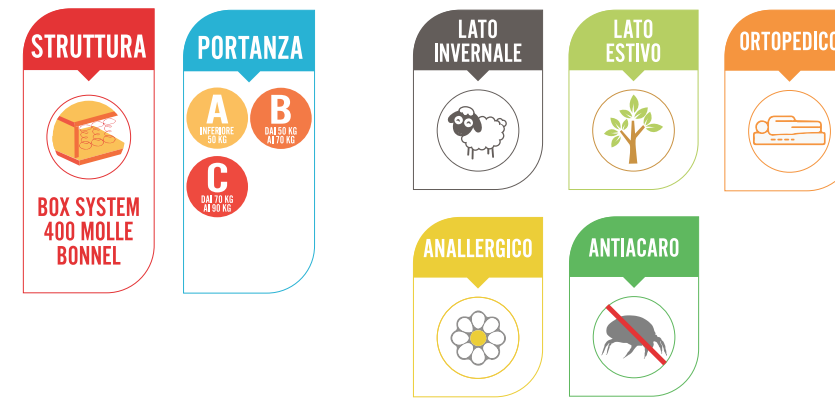 STRUTTURA
BOX SYSTEM
400 MOLLE
BONNEL
PORTANZA
A
INFERIORE
50 KG
B
DAI 50 KG
AI 70 KG
C
DAI 70 KG
AI 90 KG
LATO
INVERNALE
LATO
ESTIVO
ORTOPEDICO
ANALLERGICO
ANTIACARO